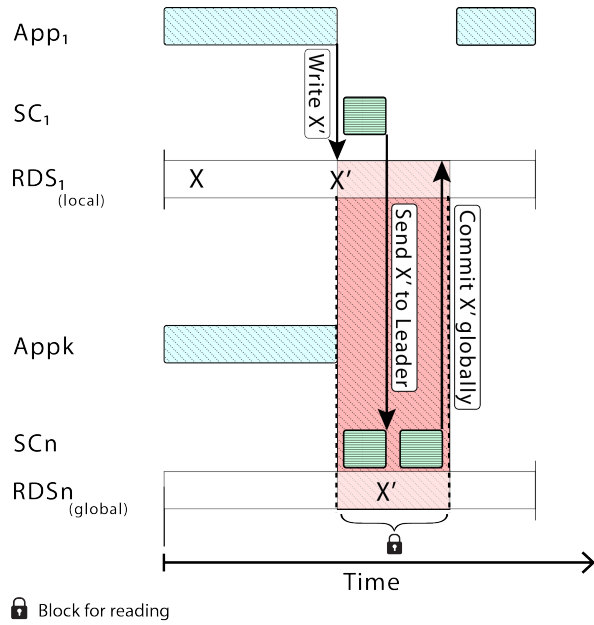 App₁
Write X′
SC₁
RDS₁
(local)
X
X′
Send X′ to Leader
Commit X′ globally
Appk
SCn
RDSn
(global)
X′
Time
Block for reading